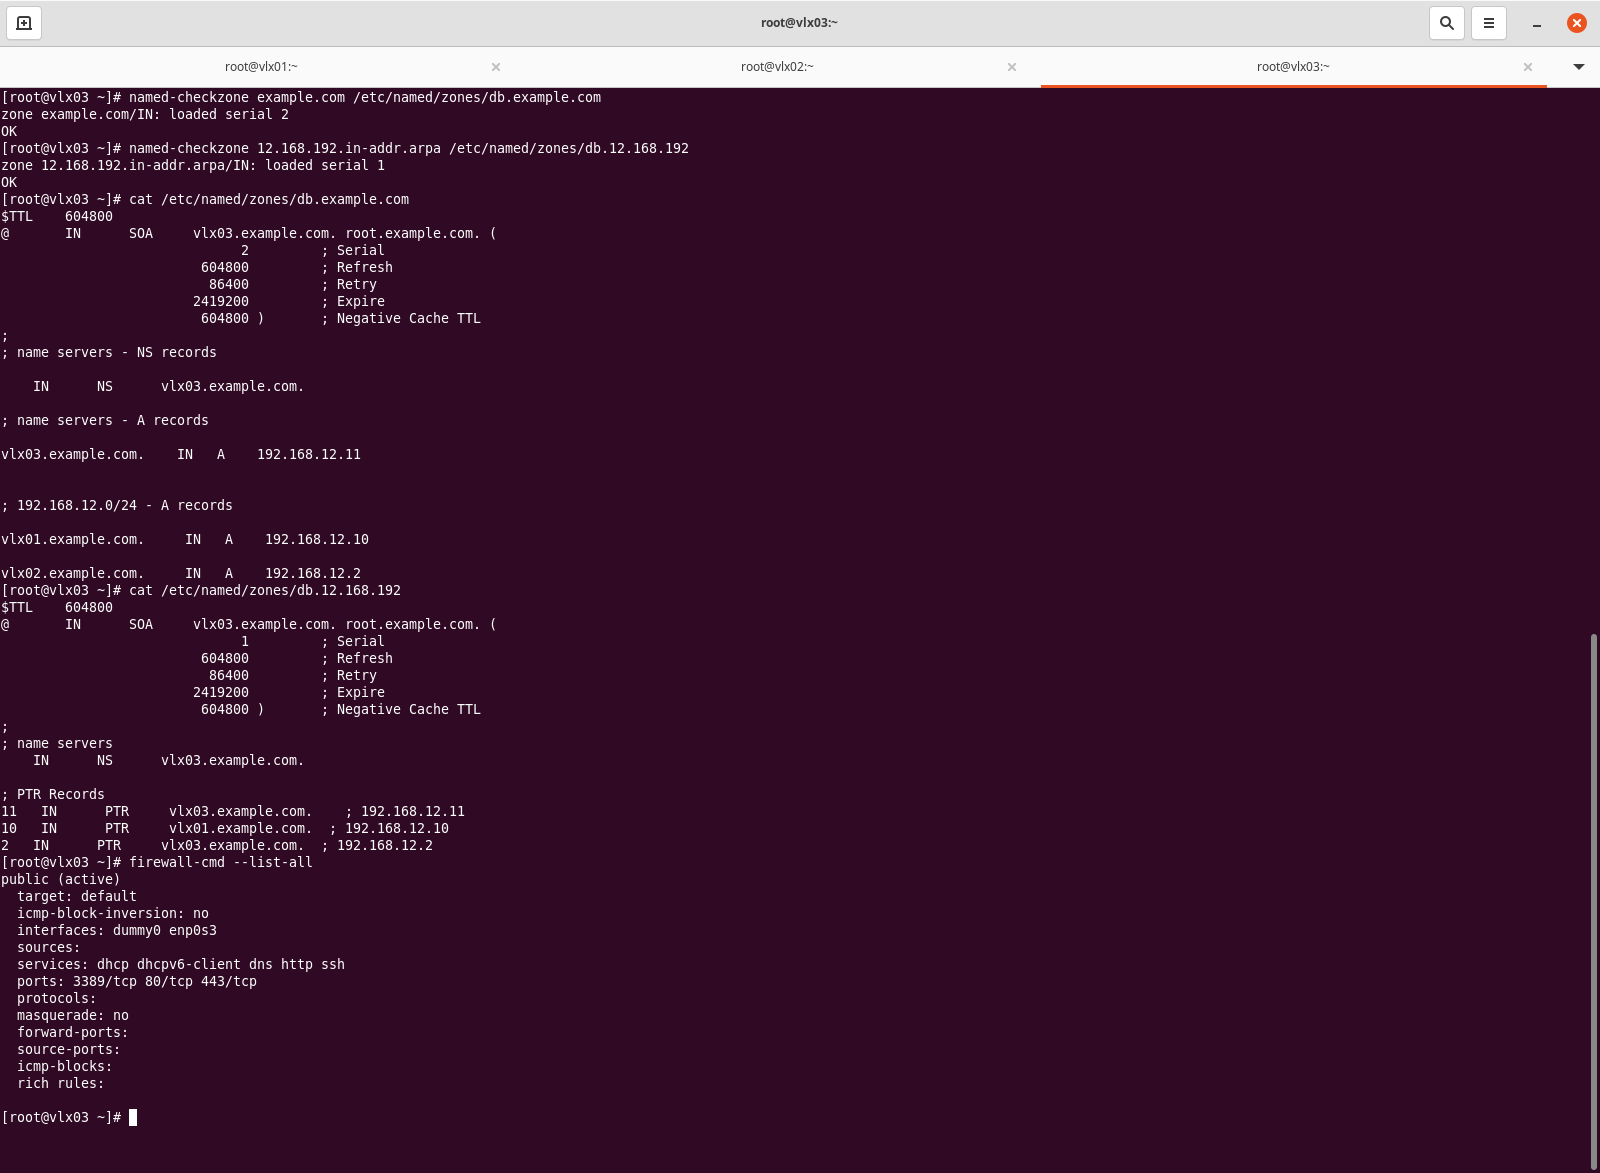 root@vlx03:~
root@vlx01:~
root@vlx02:~
root@vlx03:~
[root@vlx03 ~]# named-checkzone example.com /etc/named/zones/db.example.com
zone example.com/IN: loaded serial 2
OK
[root@vlx03 ~]# named-checkzone 12.168.192.in-addr.arpa /etc/named/zones/db.12.168.192
zone 12.168.192.in-addr.arpa/IN: loaded serial 1
OK
[root@vlx03 ~]# cat /etc/named/zones/db.example.com
$TTL    604800
@       IN      SOA     vlx03.example.com. root.example.com. (
                              2         ; Serial
                         604800         ; Refresh
                          86400         ; Retry
                        2419200         ; Expire
                         604800 )       ; Negative Cache TTL
;
; name servers - NS records
    IN      NS      vlx03.example.com.
; name servers - A records
vlx03.example.com.    IN   A    192.168.12.11
; 192.168.12.0/24 - A records
vlx01.example.com.     IN   A    192.168.12.10
vlx02.example.com.     IN   A    192.168.12.2
[root@vlx03 ~]# cat /etc/named/zones/db.12.168.192
$TTL    604800
@       IN      SOA     vlx03.example.com. root.example.com. (
                              1         ; Serial
                         604800         ; Refresh
                          86400         ; Retry
                        2419200         ; Expire
                         604800 )       ; Negative Cache TTL
;
; name servers
    IN      NS      vlx03.example.com.
; PTR Records
11   IN      PTR     vlx03.example.com.    ; 192.168.12.11
10   IN      PTR     vlx01.example.com.  ; 192.168.12.10
2   IN      PTR     vlx03.example.com.  ; 192.168.12.2
[root@vlx03 ~]# firewall-cmd --list-all
public (active)
  target: default
  icmp-block-inversion: no
  interfaces: dummy0 enp0s3
  sources:
  services: dhcp dhcpv6-client dns http ssh
  ports: 3389/tcp 80/tcp 443/tcp
  protocols:
  masquerade: no
  forward-ports:
  source-ports:
  icmp-blocks:
  rich rules:
[root@vlx03 ~]#